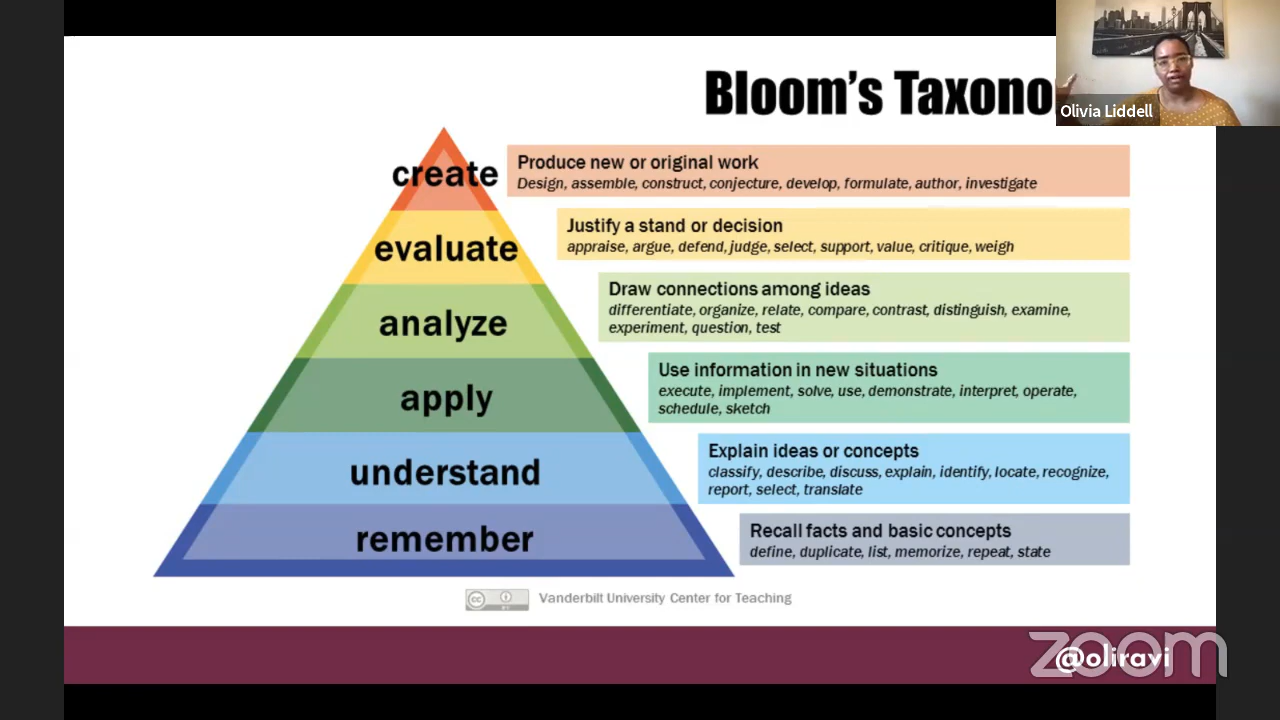 Bloom's Taxono
Olivia Liddell
create
Produce new or original work
Design, assemble, construct, conjecture, develop, formulate, author, investigate
evaluate
Justify a stand or decision
appraise, argue, defend, judge, select, support, value, critique, weigh
analyze
Draw connections among ideas
differentiate, organize, relate, compare, contrast, distinguish, examine,
experiment, question, test
apply
Use information in new situations
execute, implement, solve, use, demonstrate, interpret, operate,
schedule, sketch
understand
Explain ideas or concepts
classify, describe, discuss, explain, identify, locate, recognize,
report, select, translate
remember
Recall facts and basic concepts
define, duplicate, list, memorize, repeat, state
cc
BY
Vanderbilt University Center for Teaching
@oliravi
zoom